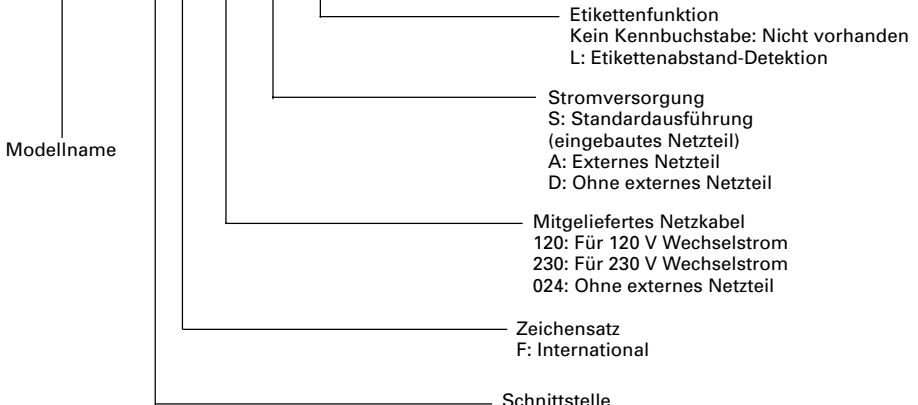 Etikettenfunktion
Kein Kennbuchstabe: Nicht vorhanden
L: Etikettenabstand-Detektion
Stromversorgung
S: Standardausführung
(eingebautes Netzteil)
A: Externes Netzteil
D: Ohne externes Netzteil
Modellname
Mitgeliefertes Netzkabel
120: Für 120 V Wechselstrom
230: Für 230 V Wechselstrom
024: Ohne externes Netzteil
Zeichensatz
F: International
Schnittstelle